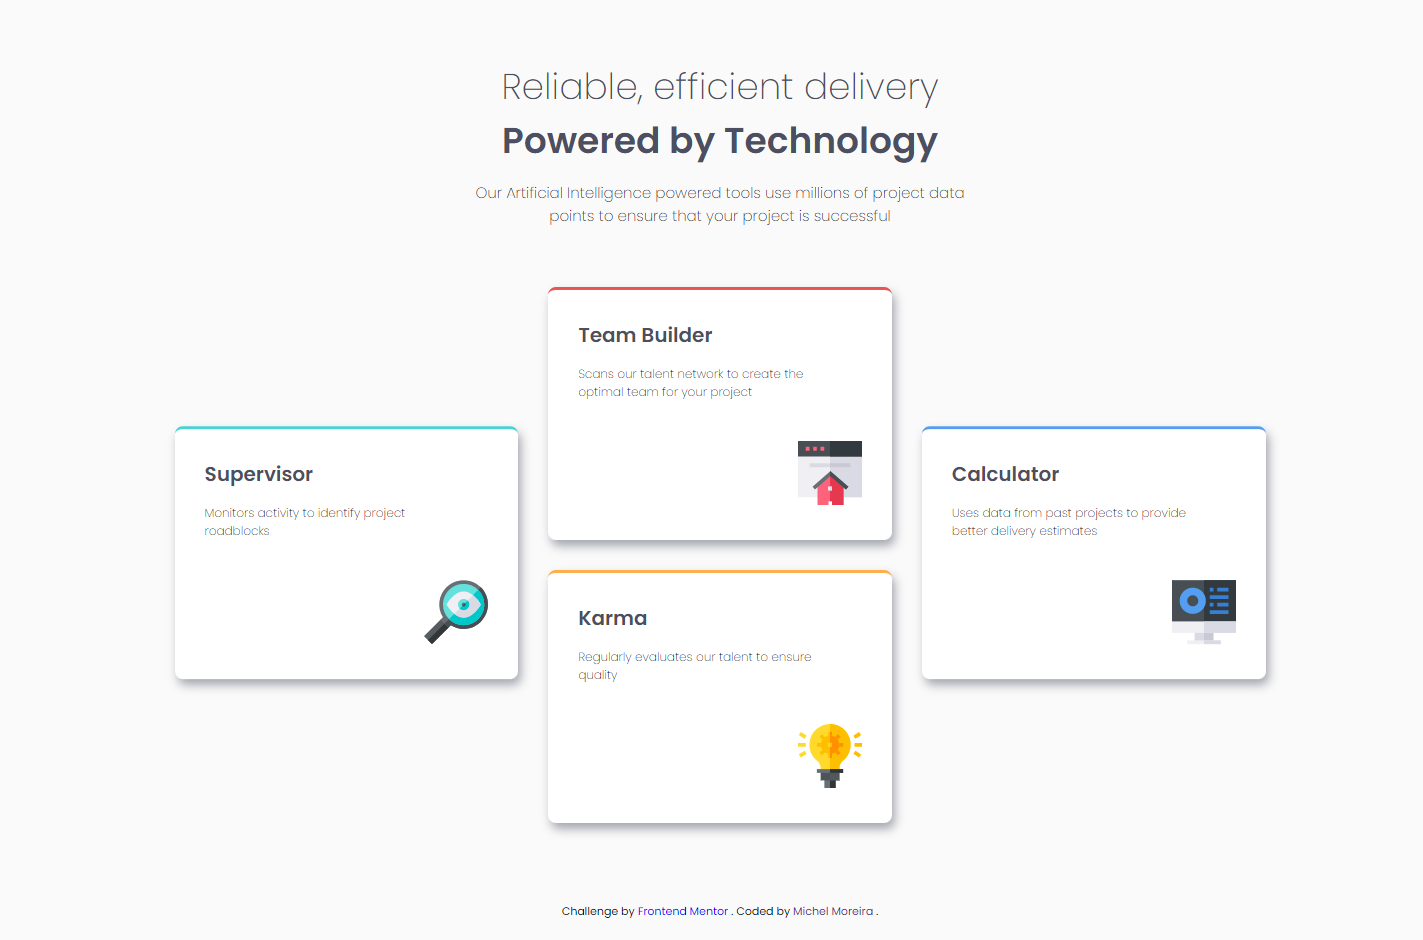 Reliable, efficient delivery
Powered by Technology
Our Artificial Intelligence powered tools use millions of project data
points to ensure that your project is successful
Team Builder
Scans our talent network to create the
optimal team for your project
Supervisor
Monitors activity to identify project
roadblocks
Calculator
Uses data from past projects to provide
better delivery estimates
Karma
Regularly evaluates our talent to ensure
quality
Challenge by Frontend Mentor . Coded by Michel Moreira .